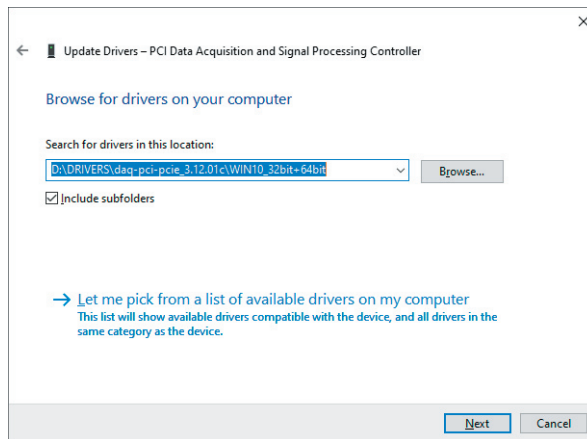 Update Drivers – PCI Data Acquisition and Signal Processing Controller
Browse for drivers on your computer
Search for drivers in this location:
D:\DRIVERS\daq-pci-pcie_3.12.01c\WIN10_32bit+64bit
Browse...
Include subfolders
Let me pick from a list of available drivers on my computer
This list will show available drivers compatible with the device, and all drivers in the
same category as the device.
Next
Cancel